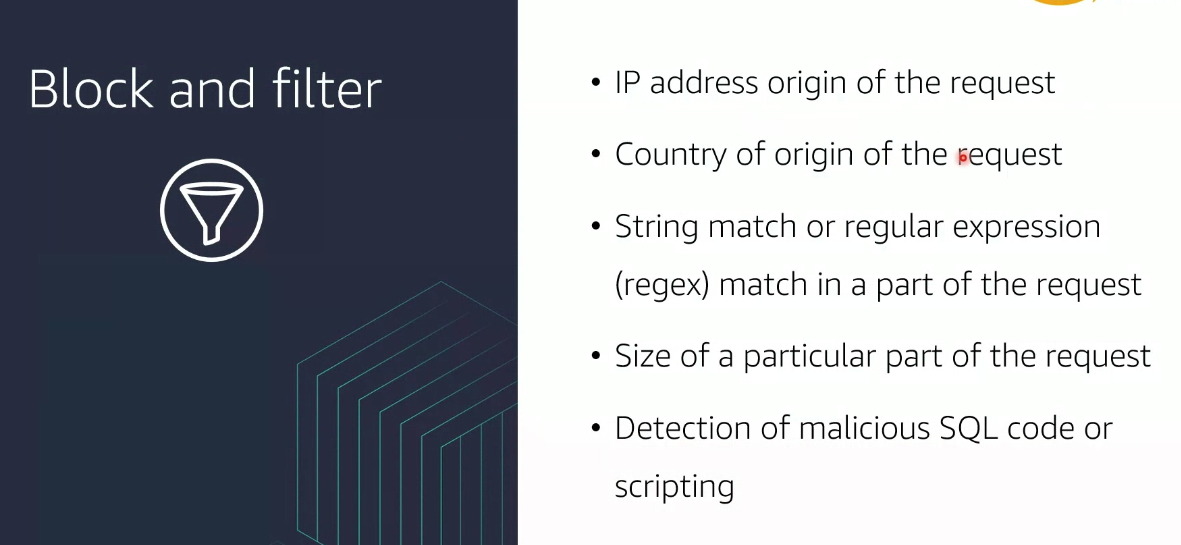 Block and filter
• IP address origin of the request
• Country of origin of the request
• String match or regular expression
(regex) match in a part of the request
• Size of a particular part of the request
• Detection of malicious SQL code or
scripting